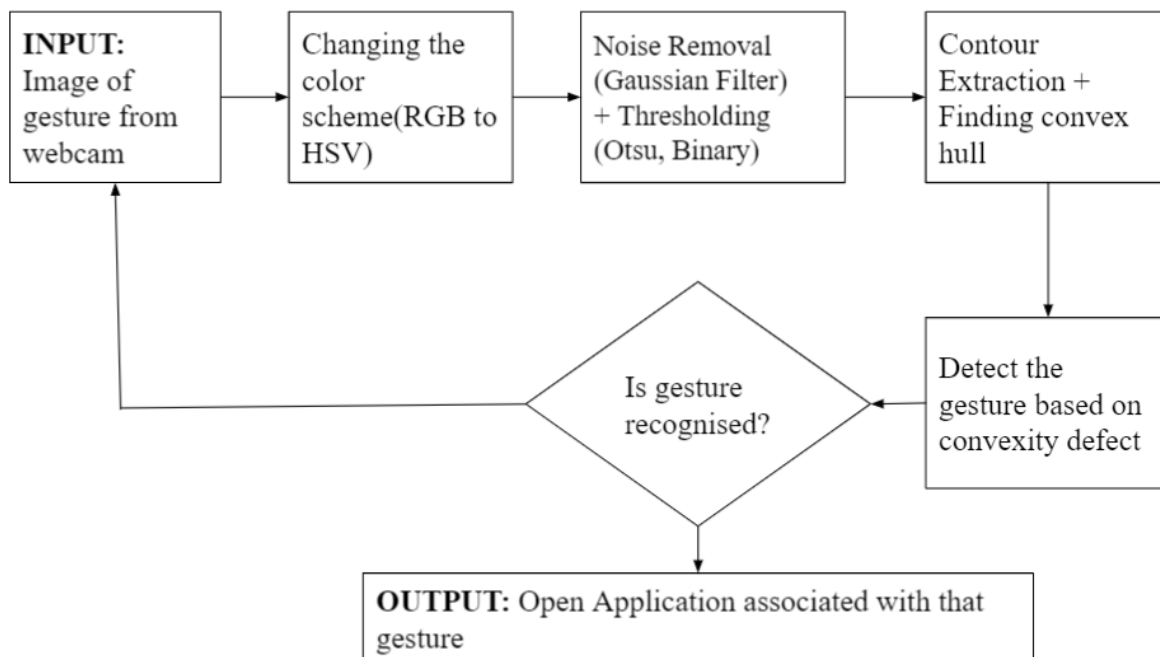 INPUT:
Image of
gesture from
webcam
Changing the
color
scheme(RGB to
HSV)
Noise Removal
(Gaussian Filter)
+ Thresholding
(Otsu, Binary)
Contour
Extraction +
Finding convex
hull
Detect the
gesture based on
convexity defect
Is gesture
recognised?
OUTPUT: Open Application associated with that
gesture